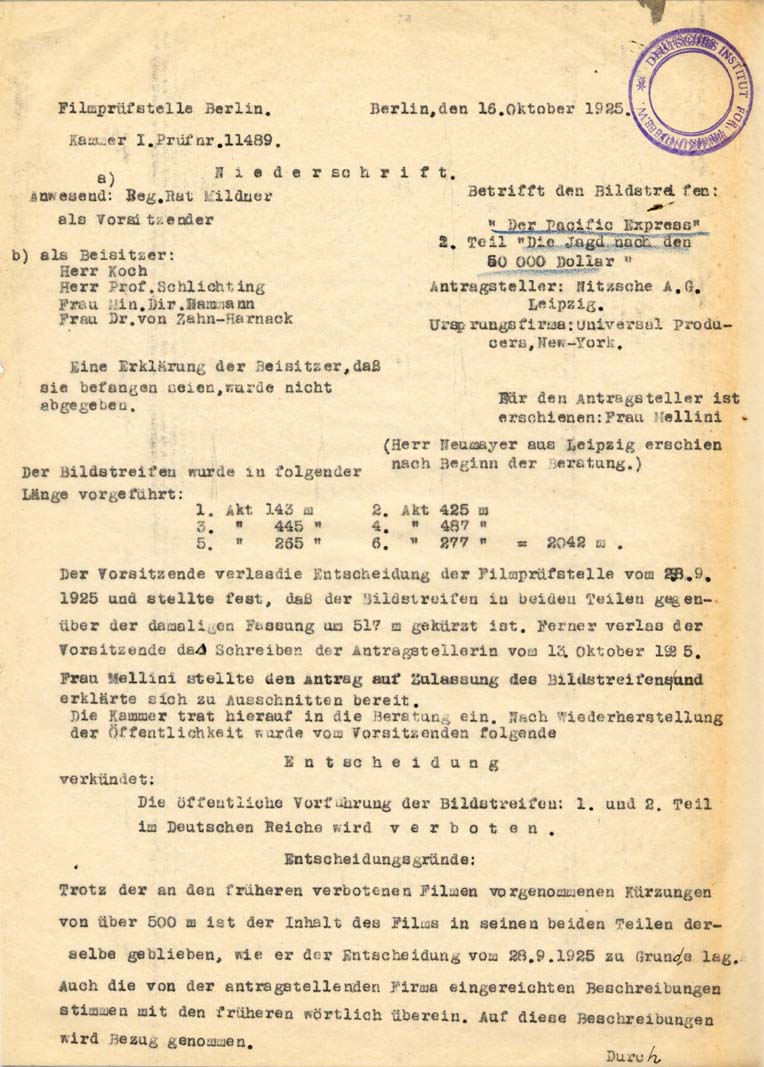 DEUTSCHES INSTITUT FÜR FILMKUNDE
Filmprüfstelle Berlin.
Berlin,den 16.Oktober 1925.
Kammer I.Prüfnr.11489.
N i e d e r s c h r i f t.
a)
Anwesend: Reg.Rat Mildner
als Vorsitzender
b) als Beisitzer:
Herr Koch
Herr Prof.Schlichting
Frau Min.Dir.Hammann
Frau Dr.von Zahn-Harnack
Eine Erklärung der Beisitzer,daß
sie befangen seien,wurde nicht
abgegeben.
Betrifft den Bildstreifen:
" Der Pacific Express"
2. Teil "Die Jagd nach den
50 000 Dollar "
Antragsteller: Nitzsche A.G.
Leipzig.
Ursprungsfirma:Universal Produ-
cers,New-York.
Für den Antragsteller ist
erschienen:Frau Mellini
(Herr Neumayer aus Leipzig erschien
nach Beginn der Beratung.)
Der Bildstreifen wurde in folgender
Länge vorgeführt:
1. Akt 143 m 2. Akt 425 m
3. " 445 " 4. " 487 "
5. " 265 " 6. " 277 " = 2042 m .
Der Vorsitzende verlasdie Entscheidung der Filmprüfstelle vom 28.9.
1925 und stellte fest, daß der Bildstreifen in beiden Teilen gegen-
über der damaligen Fassung um 517 m gekürzt ist. Ferner verlas der
Vorsitzende das Schreiben der Antragstellerin vom 13. Oktober 1925.
Frau Mellini stellte den Antrag auf Zulassung des Bildstreifens und
erklärte sich zu Ausschnitten bereit.
Die Kammer trat hierauf in die Beratung ein. Nach Wiederherstellung
der Öffentlichkeit wurde vom Vorsitzenden folgende
E n t s c h e i d u n g
verkündet:
Die öffentliche Vorführung der Bildstreifen: 1. und 2. Teil
im Deutschen Reiche wird v e r b o t e n .
Entscheidungsgründe:
Trotz der an den früheren verbotenen Filmen vorgenommenen Kürzungen
von über 500 m ist der Inhalt des Films in seinen beiden Teilen der-
selbe geblieben, wie er der Entscheidung vom 28.9.1925 zu Grunde lag.
Auch die von der antragstellenden Firma eingereichten Beschreibungen
stimmen mit den früheren wörtlich überein. Auf diese Beschreibungen
wird Bezug genommen.
Durch